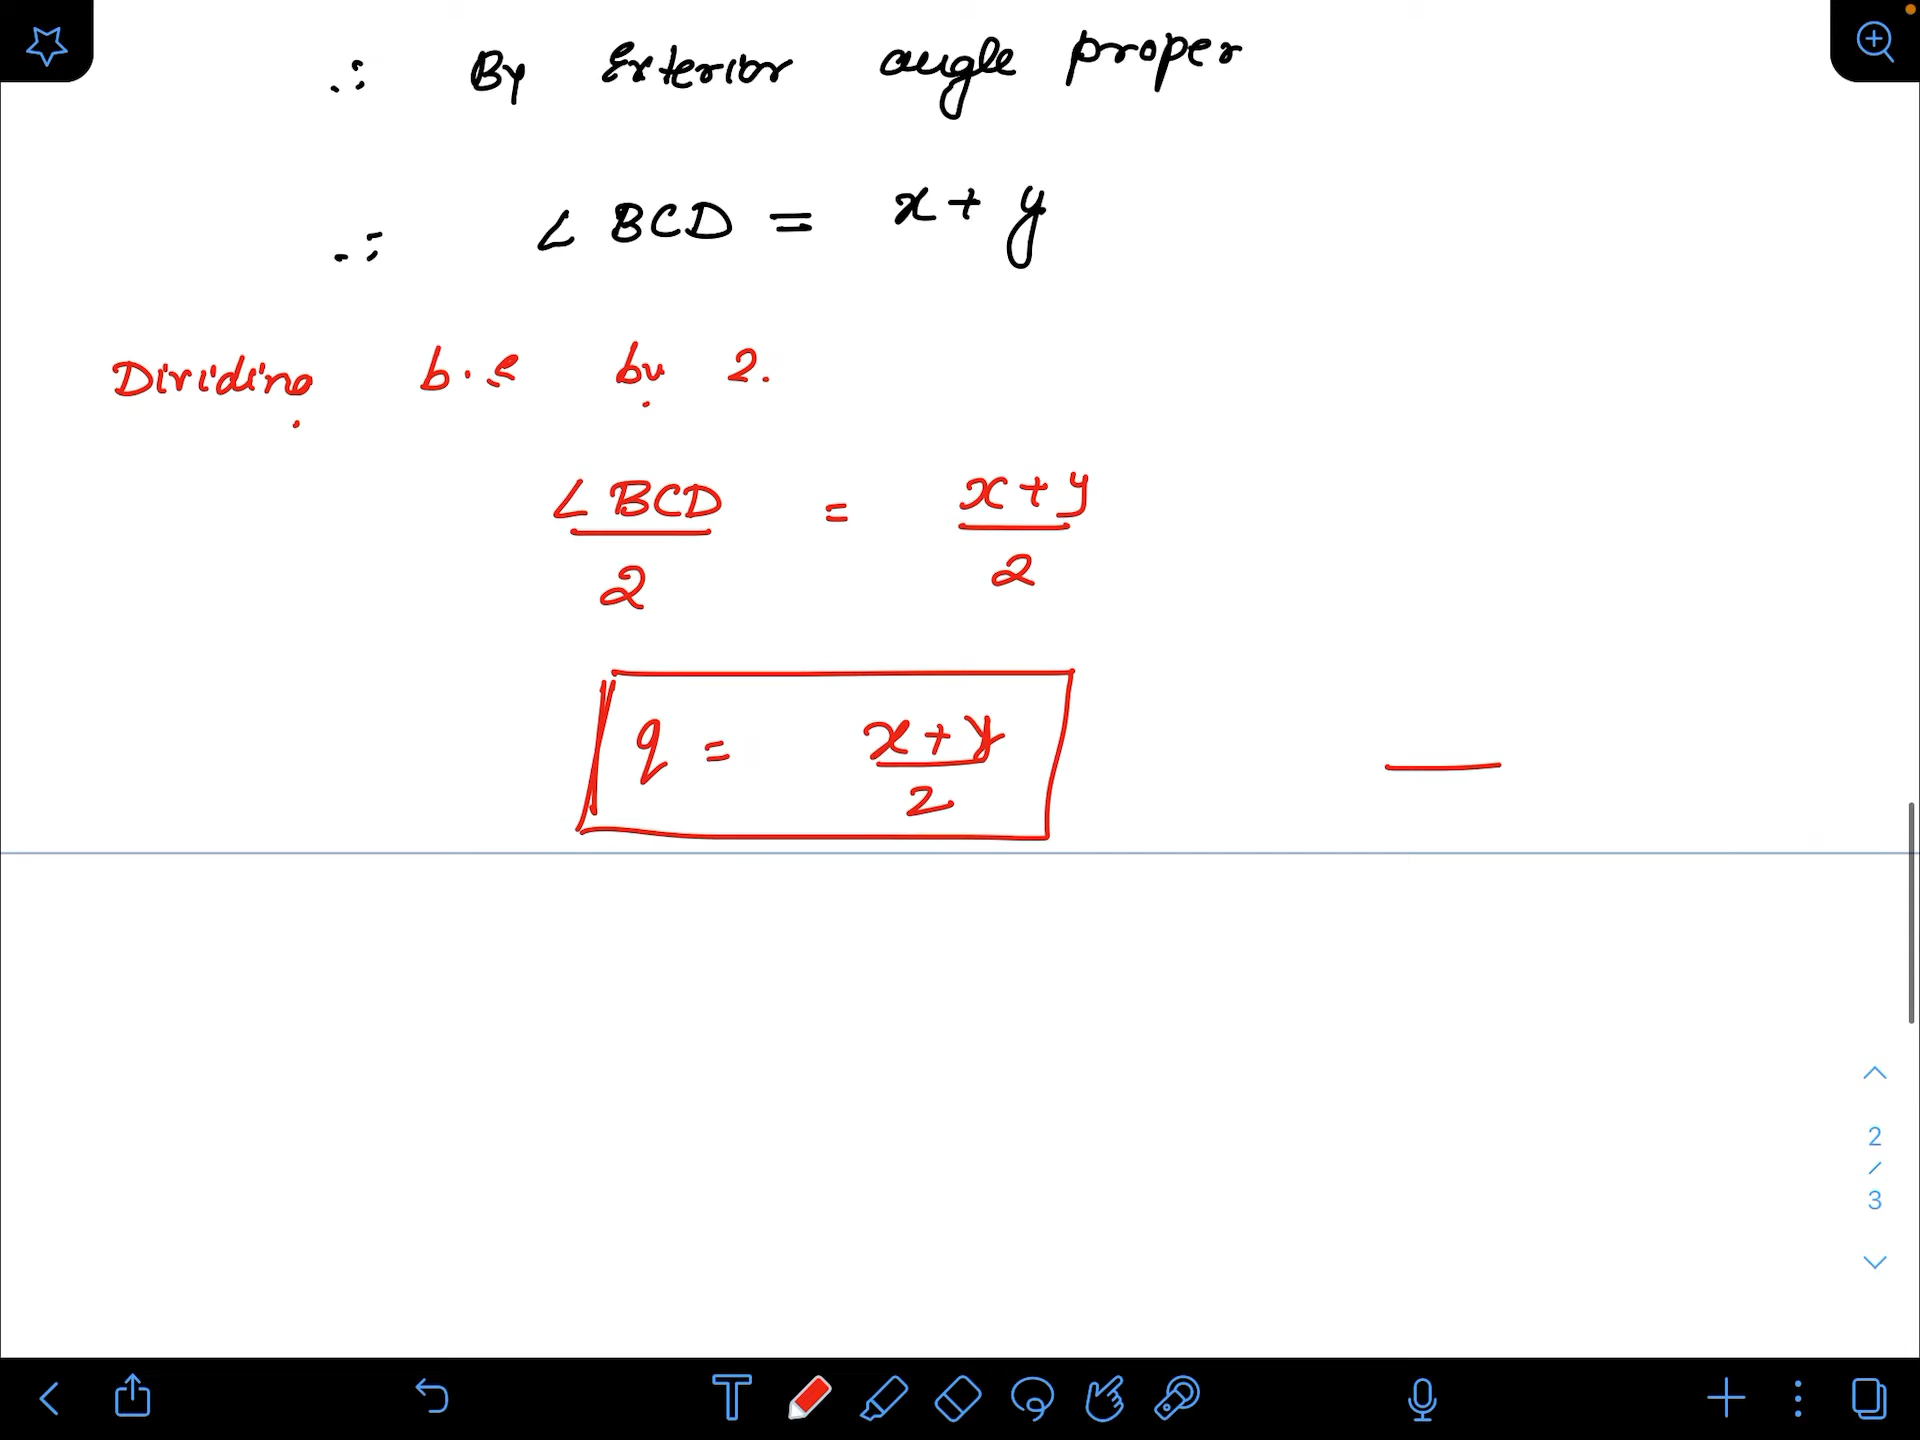 ∴ By Exterior angle proper
∴ ∠ BCD = x + y
Dividing b.s by 2.
∠ BCD / 2 = x + y / 2
q = x + y / 2
2
/
3